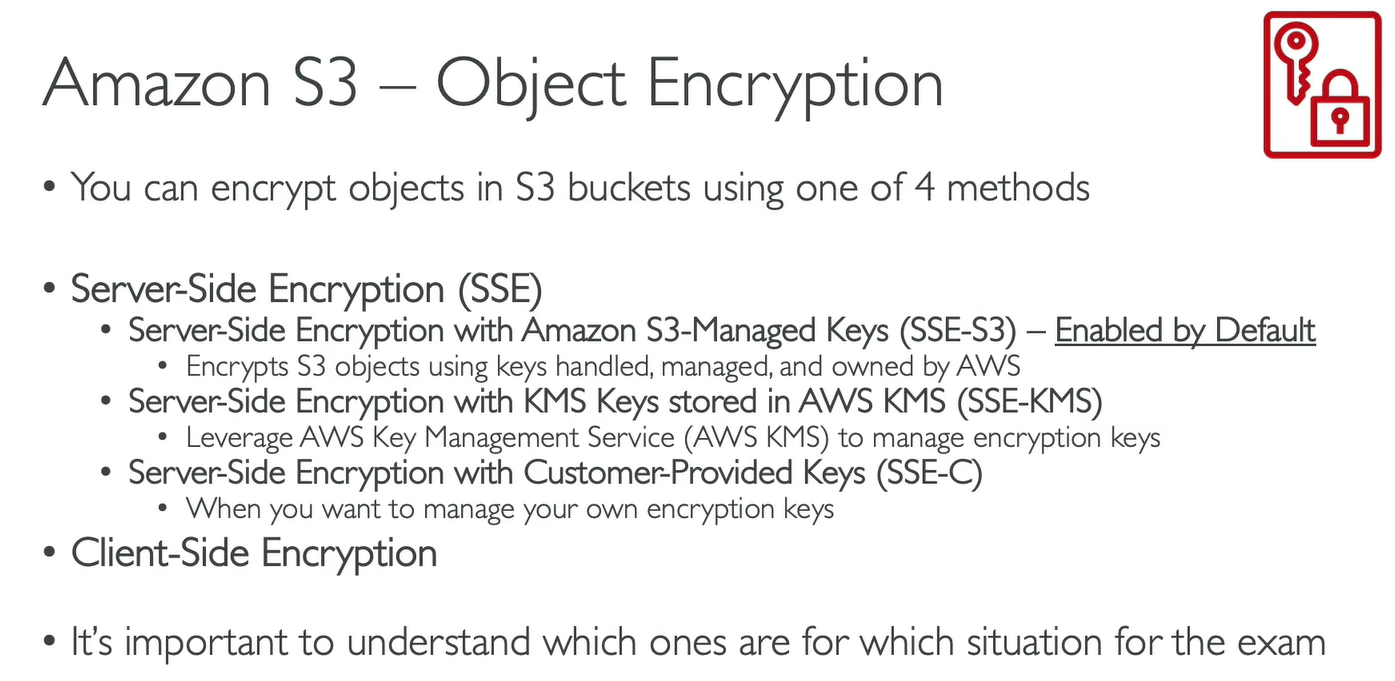 Amazon S3 – Object Encryption
• You can encrypt objects in S3 buckets using one of 4 methods
• Server-Side Encryption (SSE)
• Server-Side Encryption with Amazon S3-Managed Keys (SSE-S3) – Enabled by Default
• Encrypts S3 objects using keys handled, managed, and owned by AWS
• Server-Side Encryption with KMS Keys stored in AWS KMS (SSE-KMS)
• Leverage AWS Key Management Service (AWS KMS) to manage encryption keys
• Server-Side Encryption with Customer-Provided Keys (SSE-C)
• When you want to manage your own encryption keys
• Client-Side Encryption
• It’s important to understand which ones are for which situation for the exam